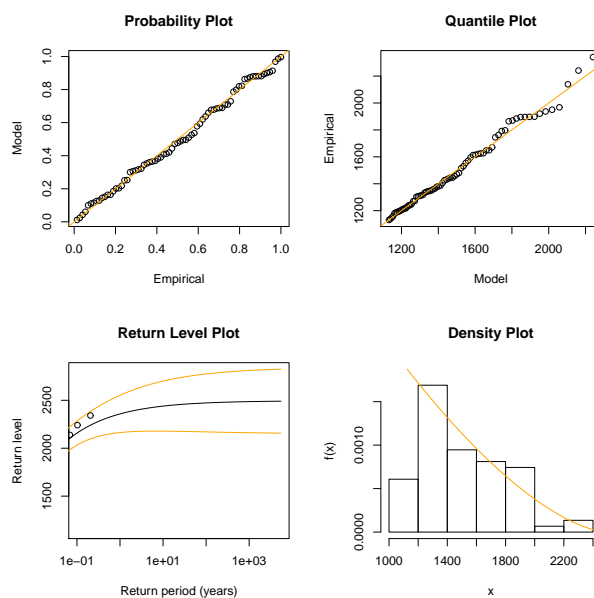 Probability Plot
Model
0.0 0.2 0.4 0.6 0.8 1.0
0.0 0.2 0.4 0.6 0.8 1.0
Empirical
Quantile Plot
Empirical
1200 1600 2000
1200 1600 2000
Model
Return Level Plot
Return level
1500 2000 2500
1e−01 1e+01 1e+03
Return period (years)
Density Plot
f(x)
0.0000 0.0010
1000 1400 1800 2200
x